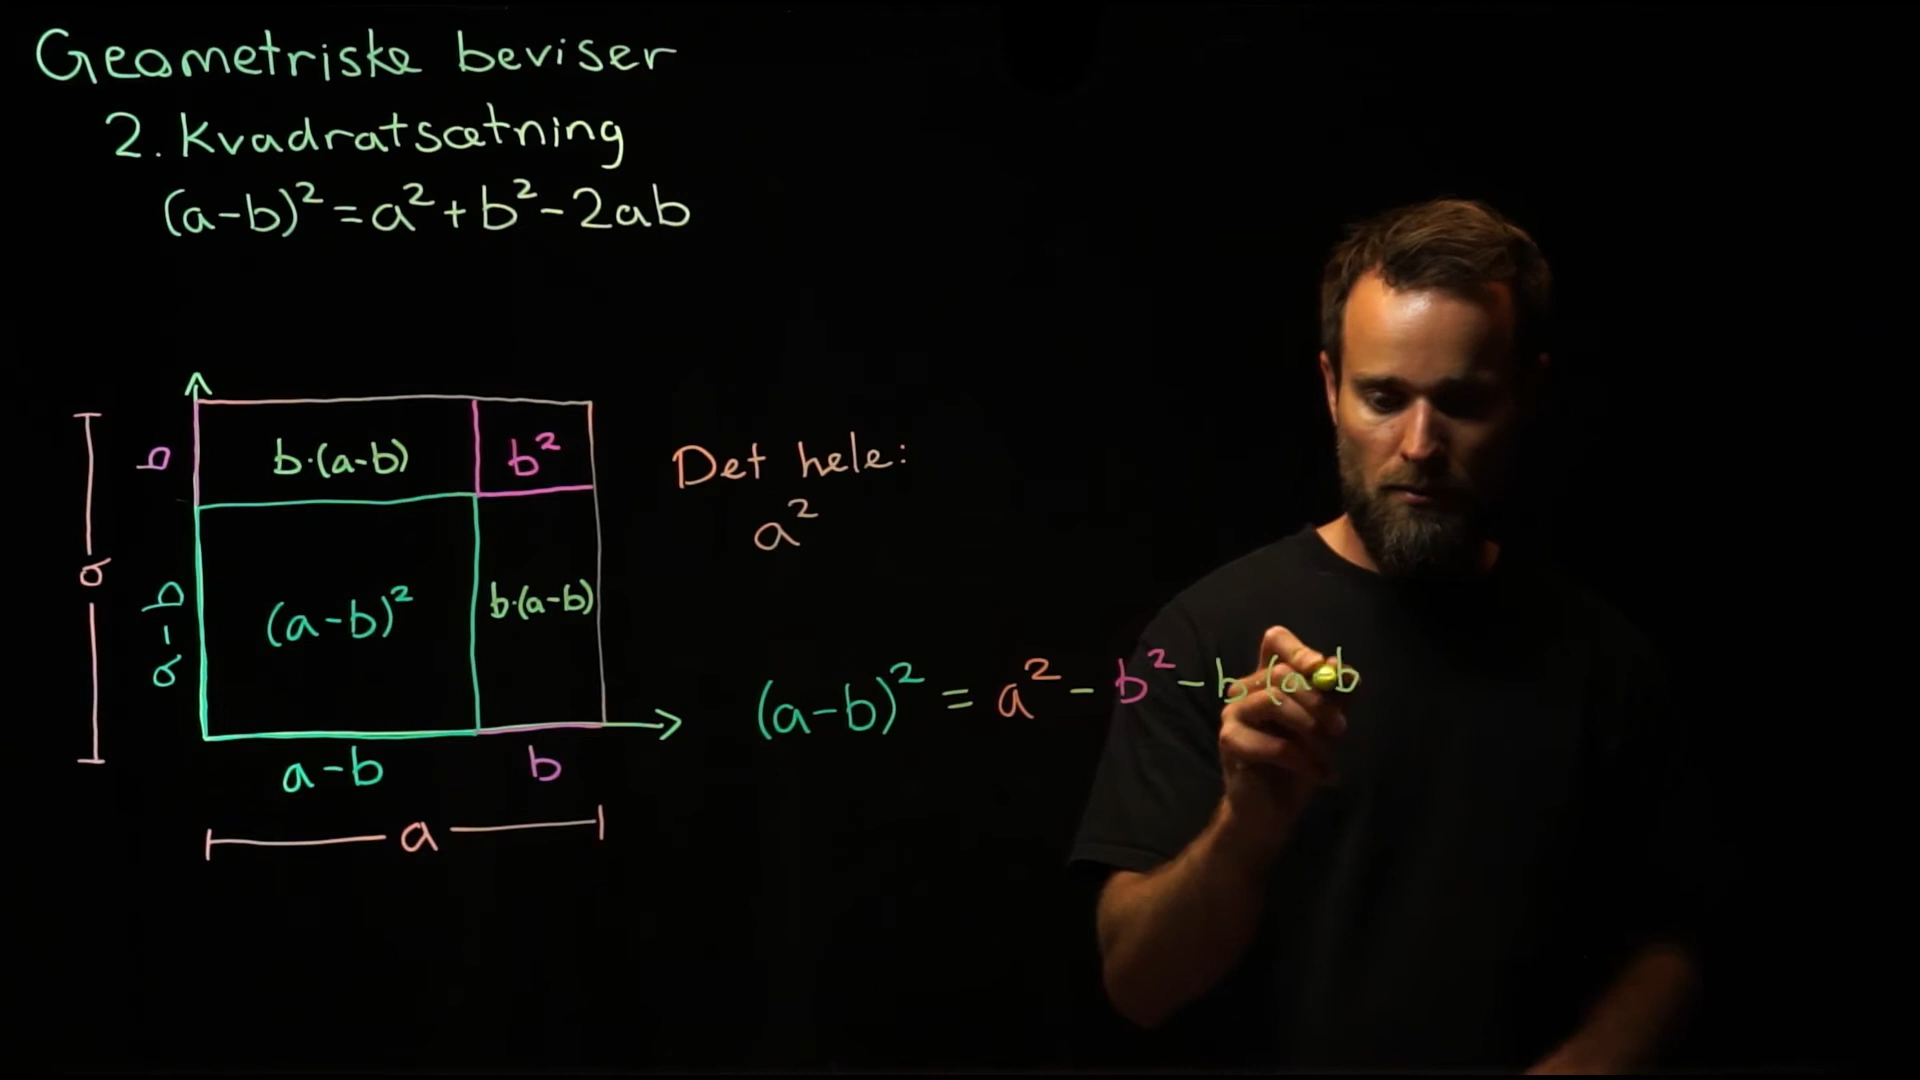 Geometriske beviser
2. Kvadratsætning
(a-b)² = a² + b² - 2ab
b
b·(a-b)
b²
Det hele:
a²
a
a-b
(a-b)²
b·(a-b)
(a-b)² = a² - b² - b·(a-b
a-b
b
a